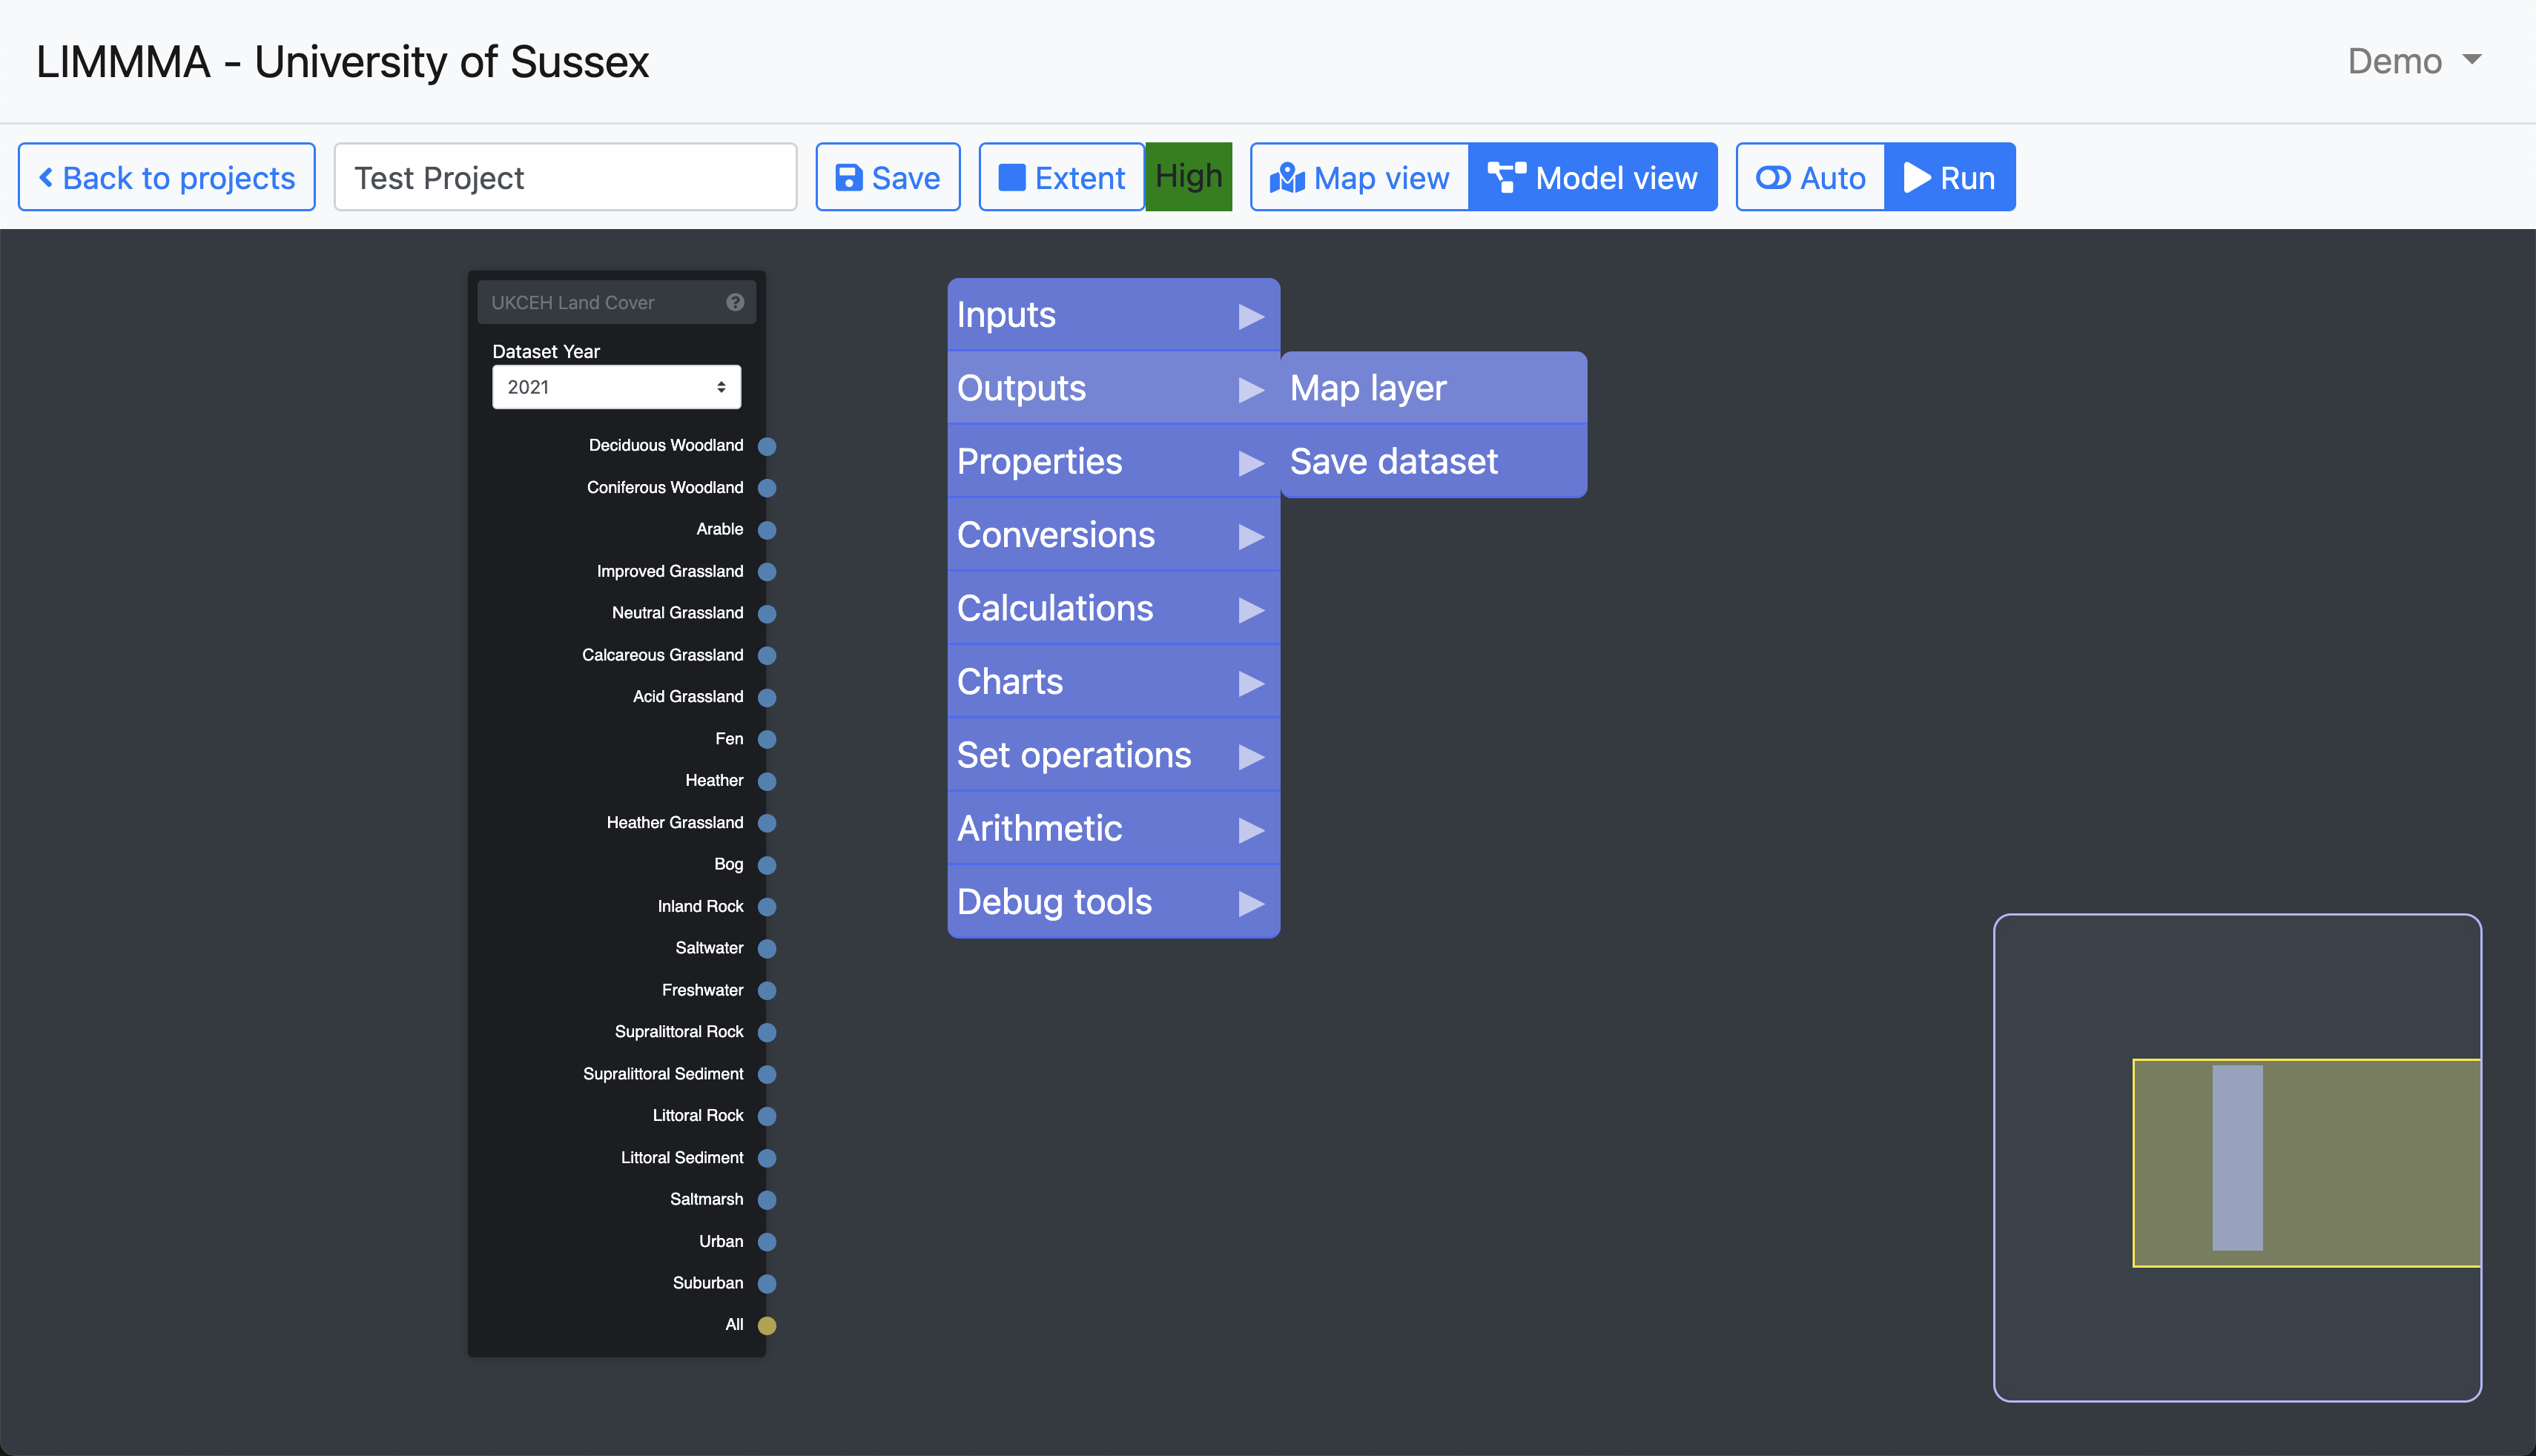 LIMMMA - University of Sussex
Demo
Back to projects
Test Project
Save
Extent
High
Map view
Model view
Auto
Run
UKCEH Land Cover
Dataset Year
2021
Deciduous Woodland
Coniferous Woodland
Arable
Improved Grassland
Neutral Grassland
Calcareous Grassland
Acid Grassland
Fen
Heather
Heather Grassland
Bog
Inland Rock
Saltwater
Freshwater
Supralittoral Rock
Supralittoral Sediment
Littoral Rock
Littoral Sediment
Saltmarsh
Urban
Suburban
All
Inputs
Outputs
Properties
Conversions
Calculations
Charts
Set operations
Arithmetic
Debug tools
Map layer
Save dataset